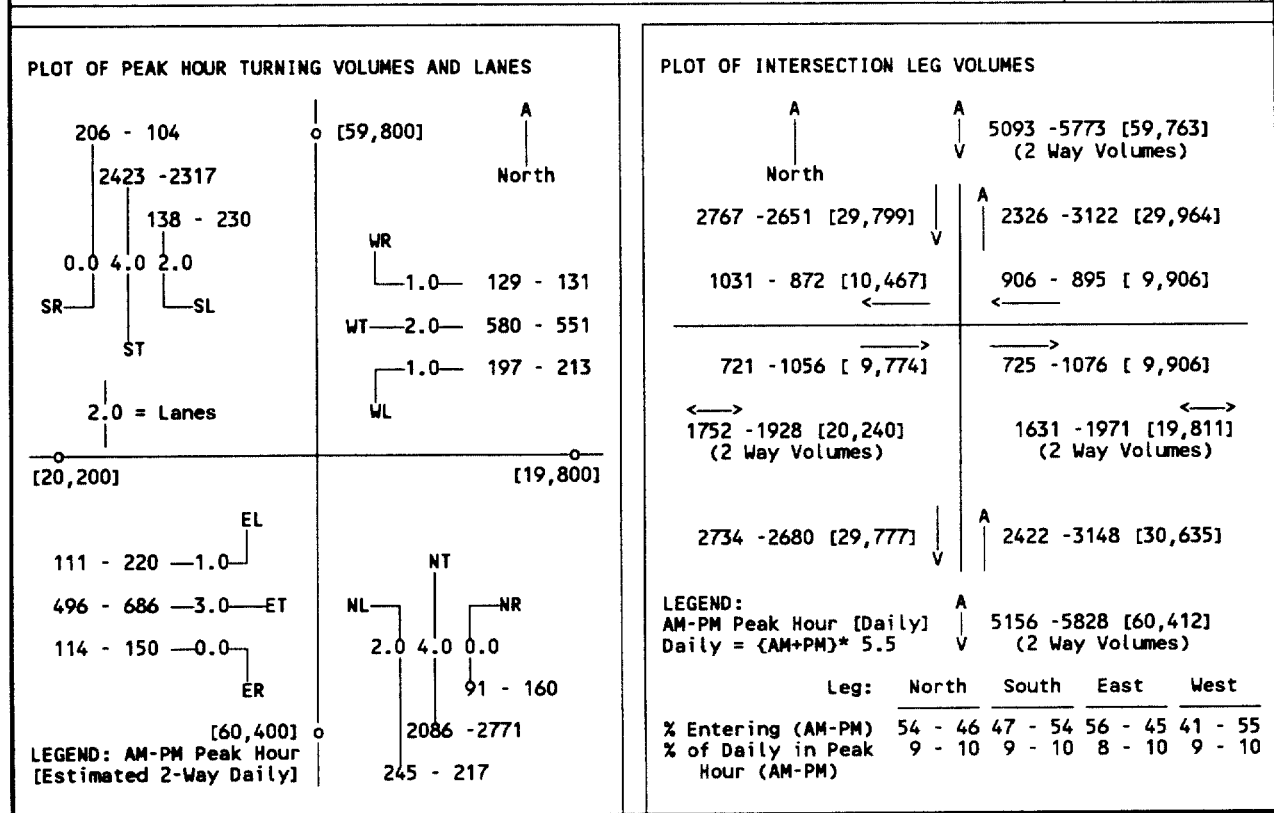 PLOT OF PEAK HOUR TURNING VOLUMES AND LANES
206 - 104
[59,800]
A
North
2423 -2317
138 - 230
0.0 4.0 2.0
SR
SL
ST
2.0 = Lanes
WR
1.0 129 - 131
WT 2.0 580 - 551
1.0 197 - 213
WL
[20,200]
[19,800]
EL
111 - 220 1.0
496 - 686 3.0 ET
114 - 150 0.0
ER
NT
NL
NR
2.0 4.0 0.0
91 - 160
[60,400]
2086 -2771
245 - 217
LEGEND: AM-PM Peak Hour
[Estimated 2-Way Daily]
PLOT OF INTERSECTION LEG VOLUMES
A
North
A
V
5093 -5773 [59,763]
(2 Way Volumes)
2767 -2651 [29,799]
V
A
2326 -3122 [29,964]
1031 - 872 [10,467]
<
906 - 895 [ 9,906]
<
>
721 -1056 [ 9,774]
>
725 -1076 [ 9,906]
< >
1752 -1928 [20,240]
(2 Way Volumes)
< >
1631 -1971 [19,811]
(2 Way Volumes)
2734 -2680 [29,777]
V
A
2422 -3148 [30,635]
LEGEND:
AM-PM Peak Hour [Daily]
Daily = {AM+PM}* 5.5
A
V
5156 -5828 [60,412]
(2 Way Volumes)
Leg: North South East West
% Entering (AM-PM) 54 - 46 47 - 54 56 - 45 41 - 55
% of Daily in Peak 9 - 10 9 - 10 8 - 10 9 - 10
Hour (AM-PM)